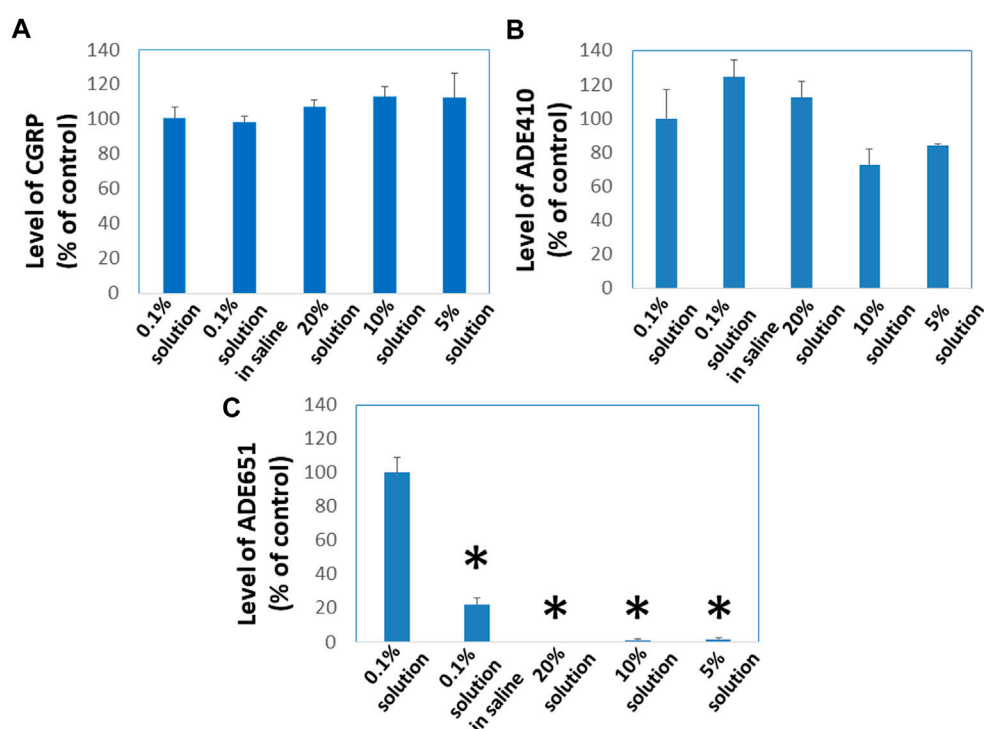 A
Level of CGRP
(% of control)
140
120
100
80
60
40
20
0
0.1%
solution
0.1%
solution
in saline
20%
solution
10%
solution
5%
solution
B
Level of ADE410
(% of control)
140
120
100
80
60
40
20
0
0.1%
solution
0.1%
solution
in saline
20%
solution
10%
solution
5%
solution
C
Level of ADE651
(% of control)
140
120
100
80
60
40
20
0
*
*
*
*
0.1%
solution
0.1%
solution
in saline
20%
solution
10%
solution
5%
solution